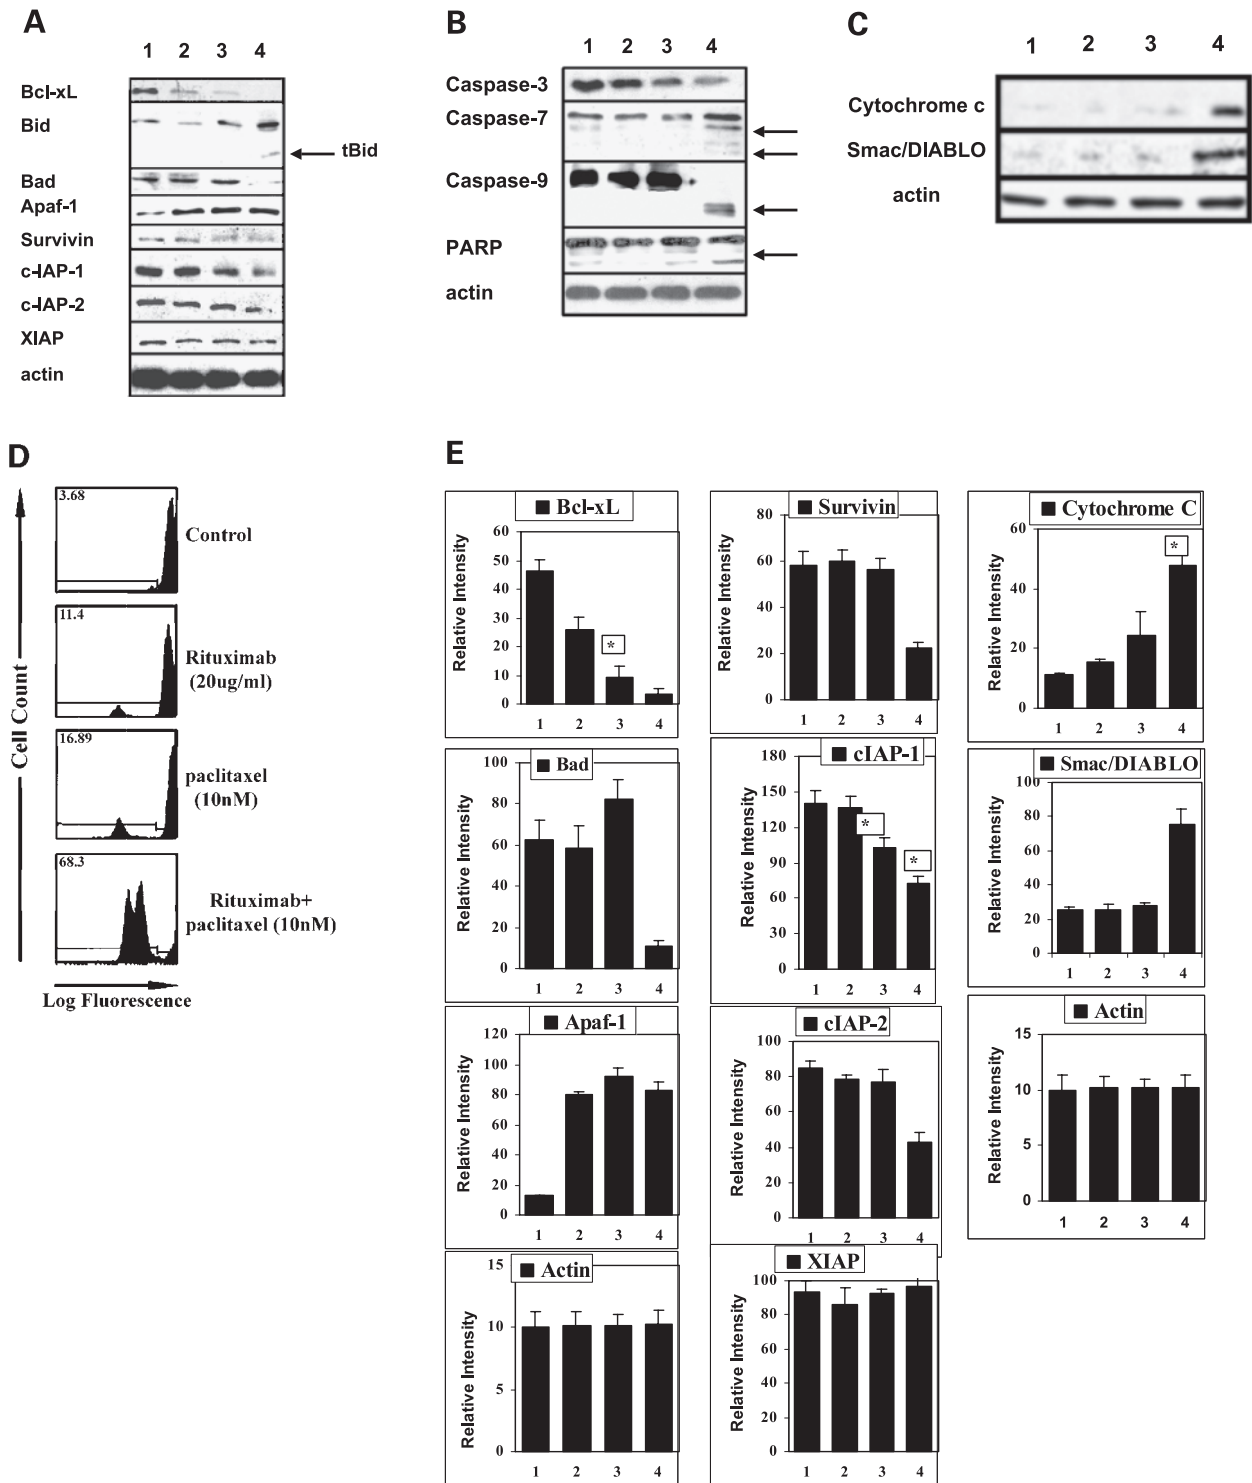 A
1 2 3 4
Bcl-xL
Bid
tBid
Bad
Apaf-1
Survivin
c-IAP-1
c-IAP-2
XIAP
actin
B
1 2 3 4
Caspase-3
Caspase-7
Caspase-9
PARP
actin
C
1 2 3 4
Cytochrome c
Smac/DIABLO
actin
D
Cell Count
3.68
Control
11.4
Rituximab
(20ug/ml)
16.89
paclitaxel
(10nM)
68.3
Rituximab+
paclitaxel (10nM)
Log Fluorescence
E
Bcl-xL
Relative Intensity
60
50
40
30
20
10
0
*
1 2 3 4
Survivin
Relative Intensity
80
60
40
20
0
1 2 3 4
Cytochrome C
Relative Intensity
60
40
20
0
*
1 2 3 4
Bad
Relative Intensity
100
80
60
40
20
0
1 2 3 4
cIAP-1
Relative Intensity
180
150
120
90
60
30
0
*
*
1 2 3 4
Smac/DIABLO
Relative Intensity
100
80
60
40
20
0
1 2 3 4
Apaf-1
Relative Intensity
120
100
80
60
40
20
0
1 2 3 4
cIAP-2
Relative Intensity
100
80
60
40
20
0
1 2 3 4
Actin
Relative Intensity
15
10
5
0
1 2 3 4
Actin
Relative Intensity
15
10
5
0
1 2 3 4
XIAP
Relative Intensity
100
80
60
40
20
0
1 2 3 4